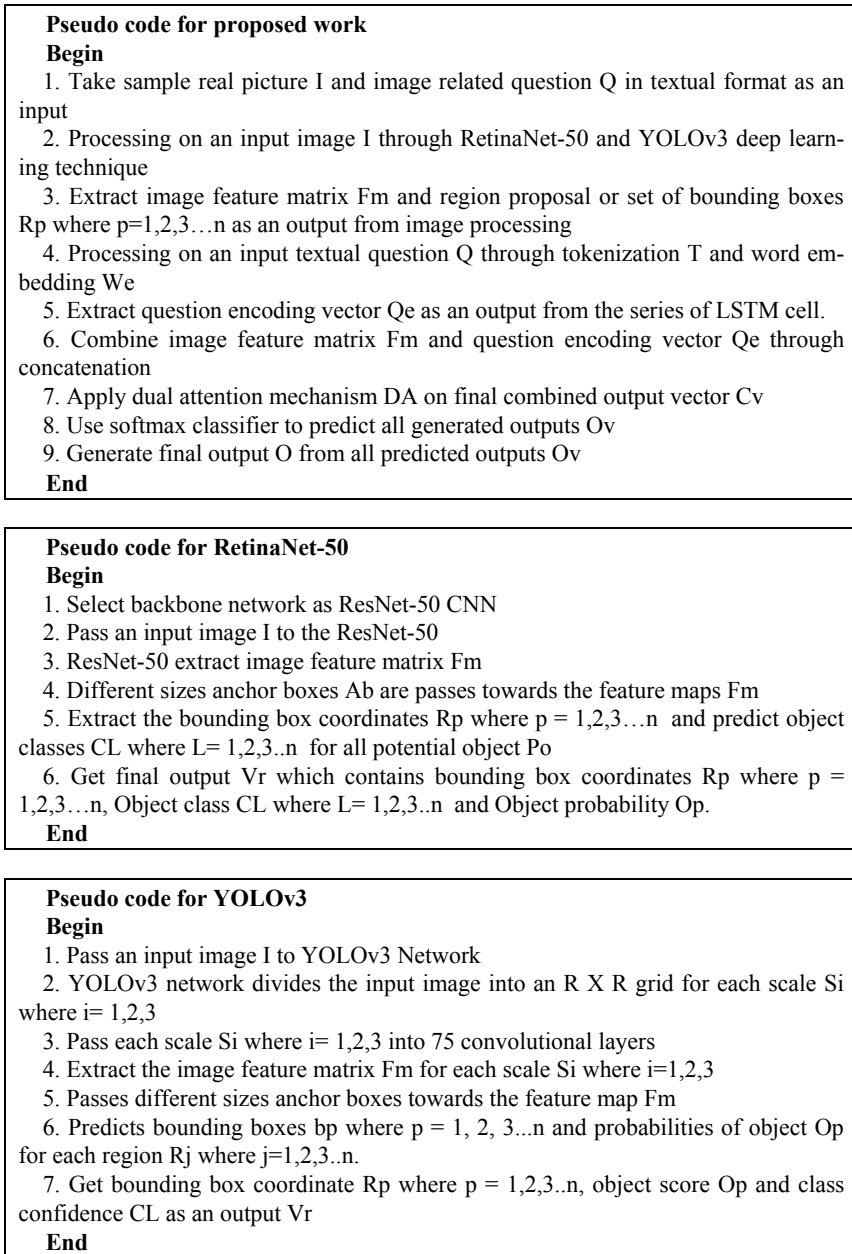 Pseudo code for proposed work
Begin
1. Take sample real picture I and image related question Q in textual format as an
input
2. Processing on an input image I through RetinaNet-50 and YOLOv3 deep learn-
ing technique
3. Extract image feature matrix Fm and region proposal or set of bounding boxes
Rp where p=1,2,3…n as an output from image processing
4. Processing on an input textual question Q through tokenization T and word em-
bedding We
5. Extract question encoding vector Qe as an output from the series of LSTM cell.
6. Combine image feature matrix Fm and question encoding vector Qe through
concatenation
7. Apply dual attention mechanism DA on final combined output vector Cv
8. Use softmax classifier to predict all generated outputs Ov
9. Generate final output O from all predicted outputs Ov
End
Pseudo code for RetinaNet-50
Begin
1. Select backbone network as ResNet-50 CNN
2. Pass an input image I to the ResNet-50
3. ResNet-50 extract image feature matrix Fm
4. Different sizes anchor boxes Ab are passes towards the feature maps Fm
5. Extract the bounding box coordinates Rp where p = 1,2,3…n and predict object
classes CL where L= 1,2,3..n for all potential object Po
6. Get final output Vr which contains bounding box coordinates Rp where p =
1,2,3…n, Object class CL where L= 1,2,3..n and Object probability Op.
End
Pseudo code for YOLOv3
Begin
1. Pass an input image I to YOLOv3 Network
2. YOLOv3 network divides the input image into an R X R grid for each scale Si
where i= 1,2,3
3. Pass each scale Si where i= 1,2,3 into 75 convolutional layers
4. Extract the image feature matrix Fm for each scale Si where i=1,2,3
5. Passes different sizes anchor boxes towards the feature map Fm
6. Predicts bounding boxes bp where p = 1, 2, 3...n and probabilities of object Op
for each region Rj where j=1,2,3..n.
7. Get bounding box coordinate Rp where p = 1,2,3..n, object score Op and class
confidence CL as an output Vr
End